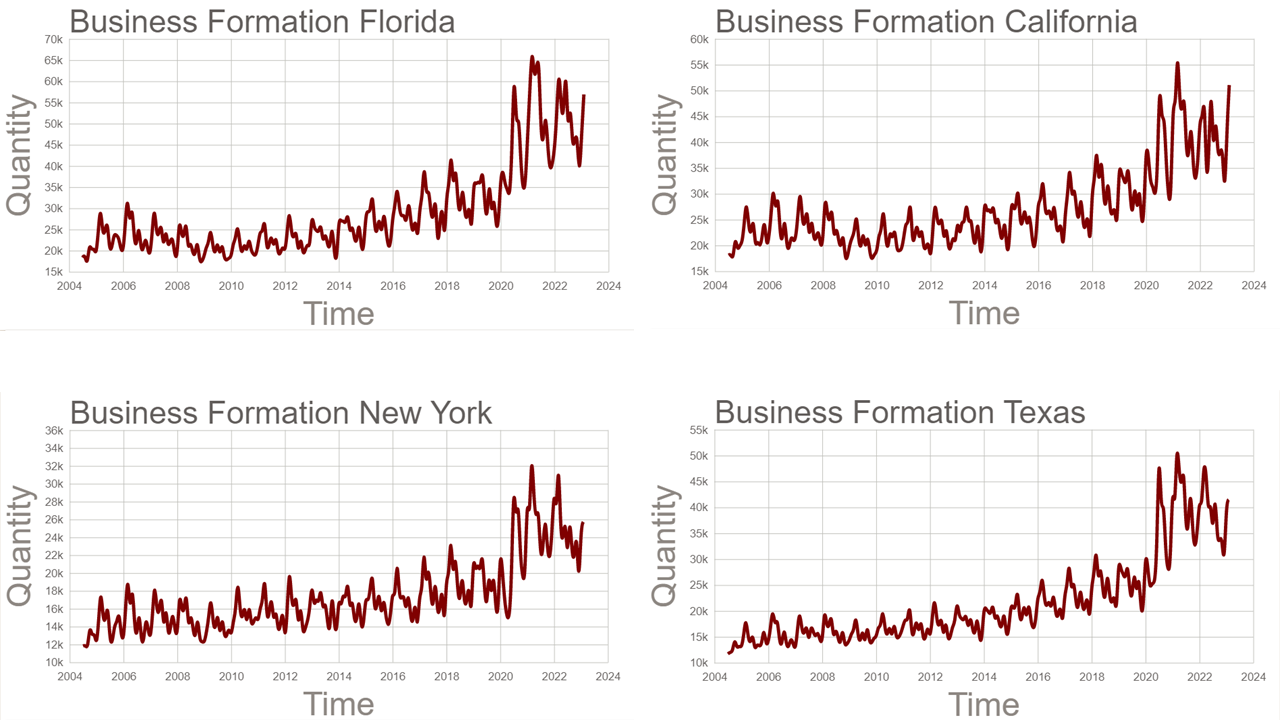 Business Formation Florida
70k
65k
60k
55k
50k
45k
40k
35k
30k
25k
20k
15k
Quantity
2004 2006 2008 2010 2012 2014 2016 2018 2020 2022 2024
Time
Business Formation California
60k
55k
50k
45k
40k
35k
30k
25k
20k
15k
Quantity
2004 2006 2008 2010 2012 2014 2016 2018 2020 2022 2024
Time
Business Formation New York
36k
34k
32k
30k
28k
26k
24k
22k
20k
18k
16k
14k
12k
10k
Quantity
2004 2006 2008 2010 2012 2014 2016 2018 2020 2022 2024
Time
Business Formation Texas
55k
50k
45k
40k
35k
30k
25k
20k
15k
10k
Quantity
2004 2006 2008 2010 2012 2014 2016 2018 2020 2022 2024
Time